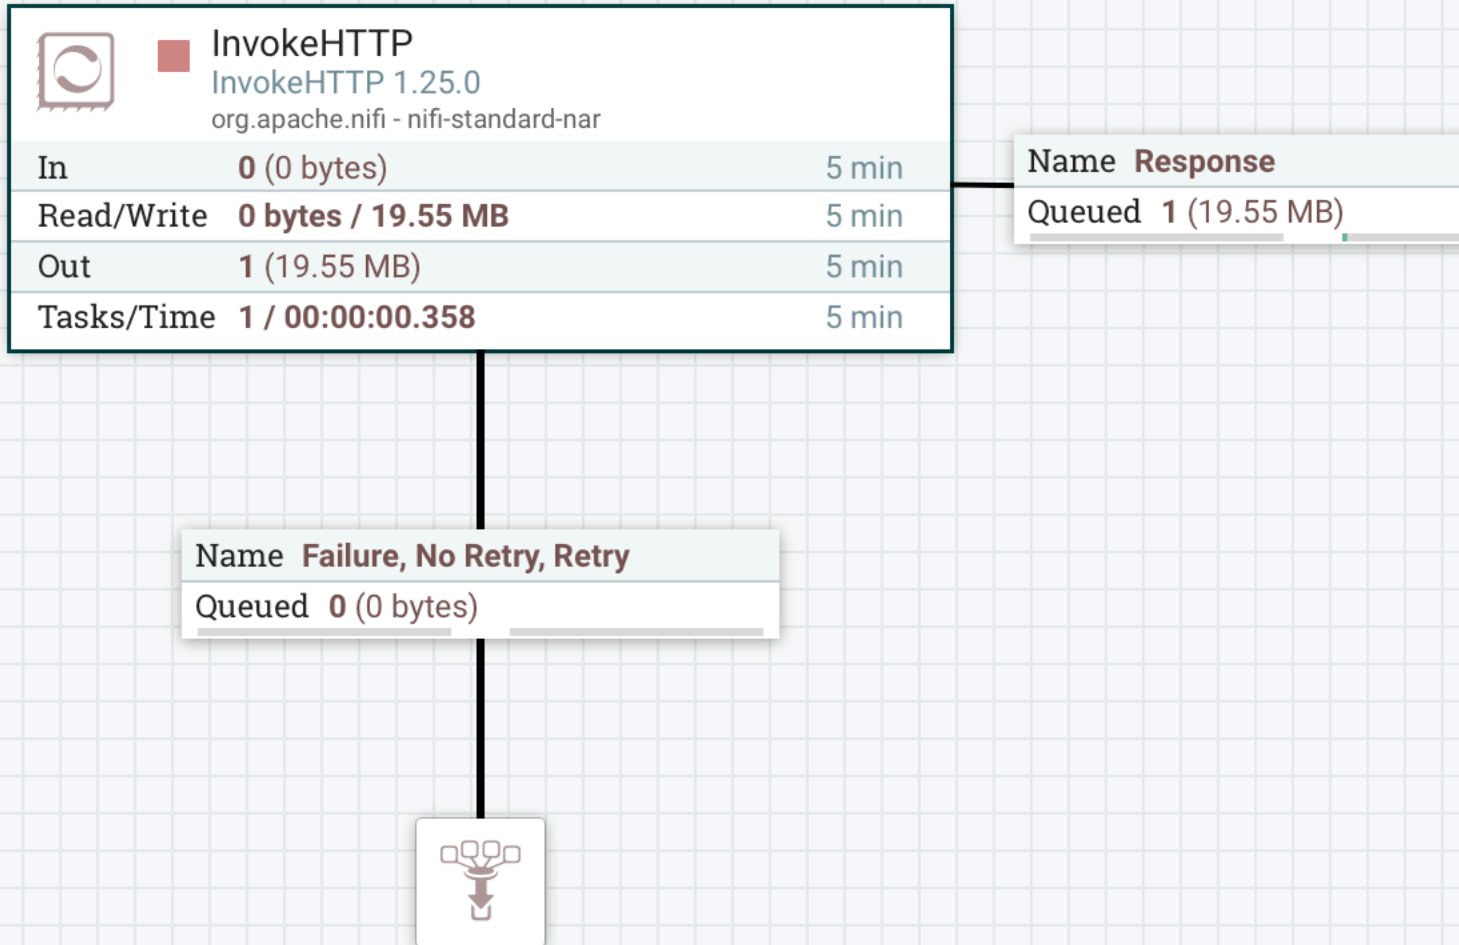 InvokeHTTP
InvokeHTTP 1.25.0
org.apache.nifi - nifi-standard-nar
In 0 (0 bytes) 5 min
Read/Write 0 bytes / 19.55 MB 5 min
Out 1 (19.55 MB) 5 min
Tasks/Time 1 / 00:00:00.358 5 min
Name Response
Queued 1 (19.55 MB)
Name Failure, No Retry, Retry
Queued 0 (0 bytes)